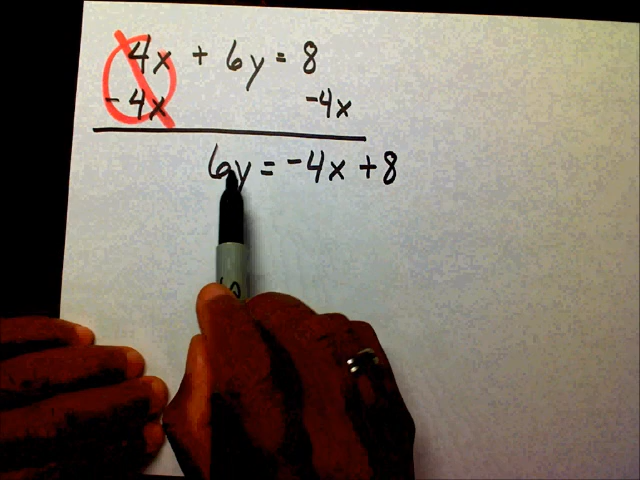 4x + 6y = 8
-4x -4x
6y = -4x + 8